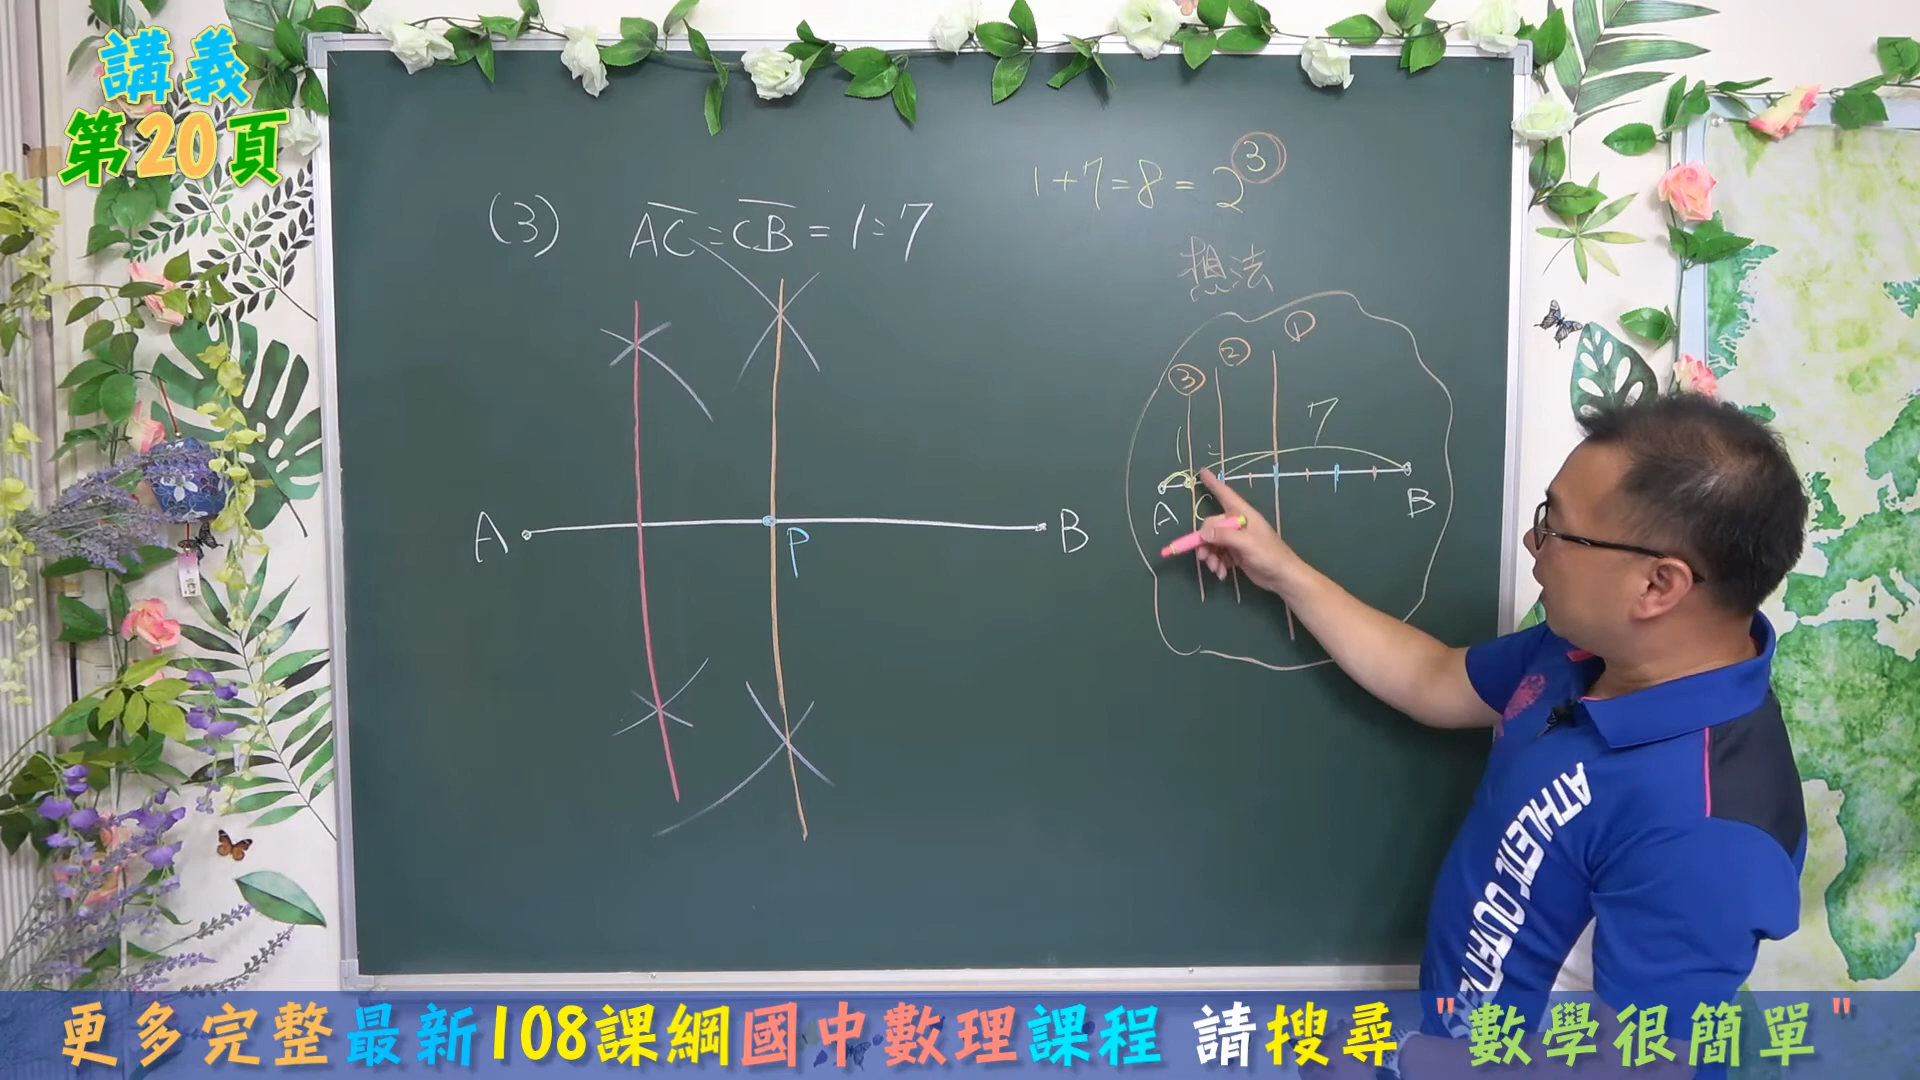 講義
第20頁
(3) AC:CB=1:7
1+7=8=2³
想法
③ ② ①
1 : 7
A C B
A P B
ATHLETIC OUTDOOR
更多完整最新108課綱國中數理課程 請搜尋 "數學很簡單"